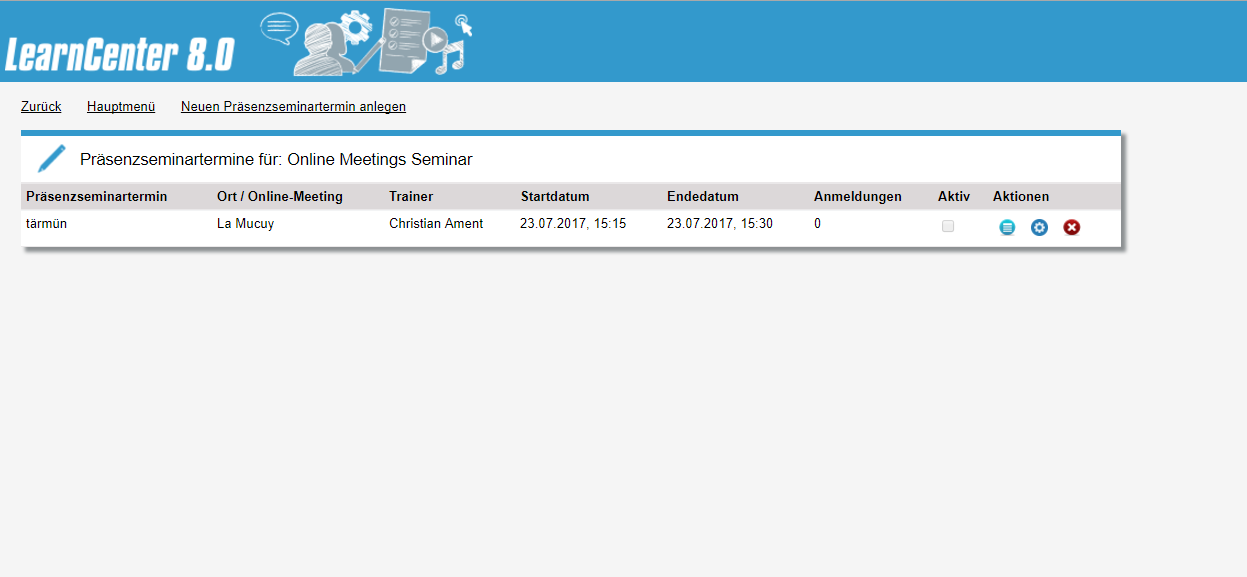 LearnCenter 8.0
Zurück Hauptmenü Neuen Präsenzseminartermin anlegen
Präsenzseminartermine für: Online Meetings Seminar
Präsenzseminartermin Ort / Online-Meeting Trainer Startdatum Endedatum Anmeldungen Aktiv Aktionen
tärmün La Mucuy Christian Ament 23.07.2017, 15:15 23.07.2017, 15:30 0